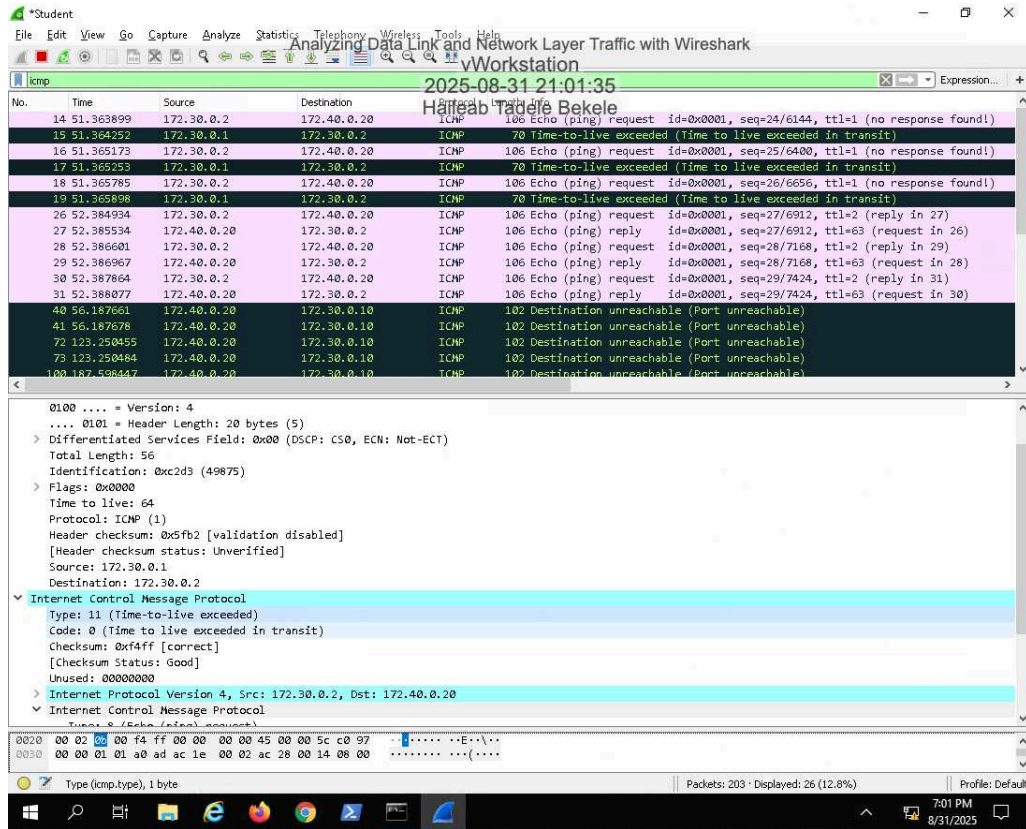 *Student
File Edit View Go Capture Analyze Statistics Telephony Wireless Tools Help
Analyzing Data Link and Network Layer Traffic with Wireshark
vWorkstation
2025-08-31 21:01:35
Haileab Tadele Bekele
icmp Expression... +
No. Time Source Destination Protocol Length Info
14 51.363899 172.30.0.2 172.40.0.20 ICMP 106 Echo (ping) request id=0x0001, seq=24/6144, ttl=1 (no response found!)
15 51.364252 172.30.0.1 172.30.0.2 ICMP 70 Time-to-live exceeded (Time to live exceeded in transit)
16 51.365173 172.30.0.2 172.40.0.20 ICMP 106 Echo (ping) request id=0x0001, seq=25/6400, ttl=1 (no response found!)
17 51.365253 172.30.0.1 172.30.0.2 ICMP 70 Time-to-live exceeded (Time to live exceeded in transit)
18 51.365785 172.30.0.2 172.40.0.20 ICMP 106 Echo (ping) request id=0x0001, seq=26/6656, ttl=1 (no response found!)
19 51.365898 172.30.0.1 172.30.0.2 ICMP 70 Time-to-live exceeded (Time to live exceeded in transit)
26 52.384934 172.30.0.2 172.40.0.20 ICMP 106 Echo (ping) request id=0x0001, seq=27/6912, ttl=2 (reply in 27)
27 52.385534 172.40.0.20 172.30.0.2 ICMP 106 Echo (ping) reply id=0x0001, seq=27/6912, ttl=63 (request in 26)
28 52.386601 172.30.0.2 172.40.0.20 ICMP 106 Echo (ping) request id=0x0001, seq=28/7168, ttl=2 (reply in 29)
29 52.386967 172.40.0.20 172.30.0.2 ICMP 106 Echo (ping) reply id=0x0001, seq=28/7168, ttl=63 (request in 28)
30 52.387864 172.30.0.2 172.40.0.20 ICMP 106 Echo (ping) request id=0x0001, seq=29/7424, ttl=2 (reply in 31)
31 52.388077 172.40.0.20 172.30.0.2 ICMP 106 Echo (ping) reply id=0x0001, seq=29/7424, ttl=63 (request in 30)
40 56.187661 172.40.0.20 172.30.0.10 ICMP 102 Destination unreachable (Port unreachable)
41 56.187678 172.40.0.20 172.30.0.10 ICMP 102 Destination unreachable (Port unreachable)
72 123.250455 172.40.0.20 172.30.0.10 ICMP 102 Destination unreachable (Port unreachable)
73 123.250484 172.40.0.20 172.30.0.10 ICMP 102 Destination unreachable (Port unreachable)
100 187.598447 172.40.0.20 172.30.0.10 ICMP 102 Destination unreachable (Port unreachable)
0100 .... = Version: 4
.... 0101 = Header Length: 20 bytes (5)
Differentiated Services Field: 0x00 (DSCP: CS0, ECN: Not-ECT)
Total Length: 56
Identification: 0xc2d3 (49875)
Flags: 0x0000
Time to live: 64
Protocol: ICMP (1)
Header checksum: 0x5fb2 [validation disabled]
[Header checksum status: Unverified]
Source: 172.30.0.1
Destination: 172.30.0.2
Internet Control Message Protocol
Type: 11 (Time-to-live exceeded)
Code: 0 (Time to live exceeded in transit)
Checksum: 0xf4ff [correct]
[Checksum Status: Good]
Unused: 00000000
Internet Protocol Version 4, Src: 172.30.0.2, Dst: 172.40.0.20
Internet Control Message Protocol
Type: 8 (Echo (ping) request)
0020 00 02 0b 00 f4 ff 00 00 00 00 45 00 00 5c c0 97 ········ ··E··\··
0030 00 00 01 01 a0 ad ac 1e 00 02 ac 28 00 14 08 00 ········ ···(····
Type (icmp.type), 1 byte Packets: 203 · Displayed: 26 (12.8%) Profile: Default
7:01 PM
8/31/2025